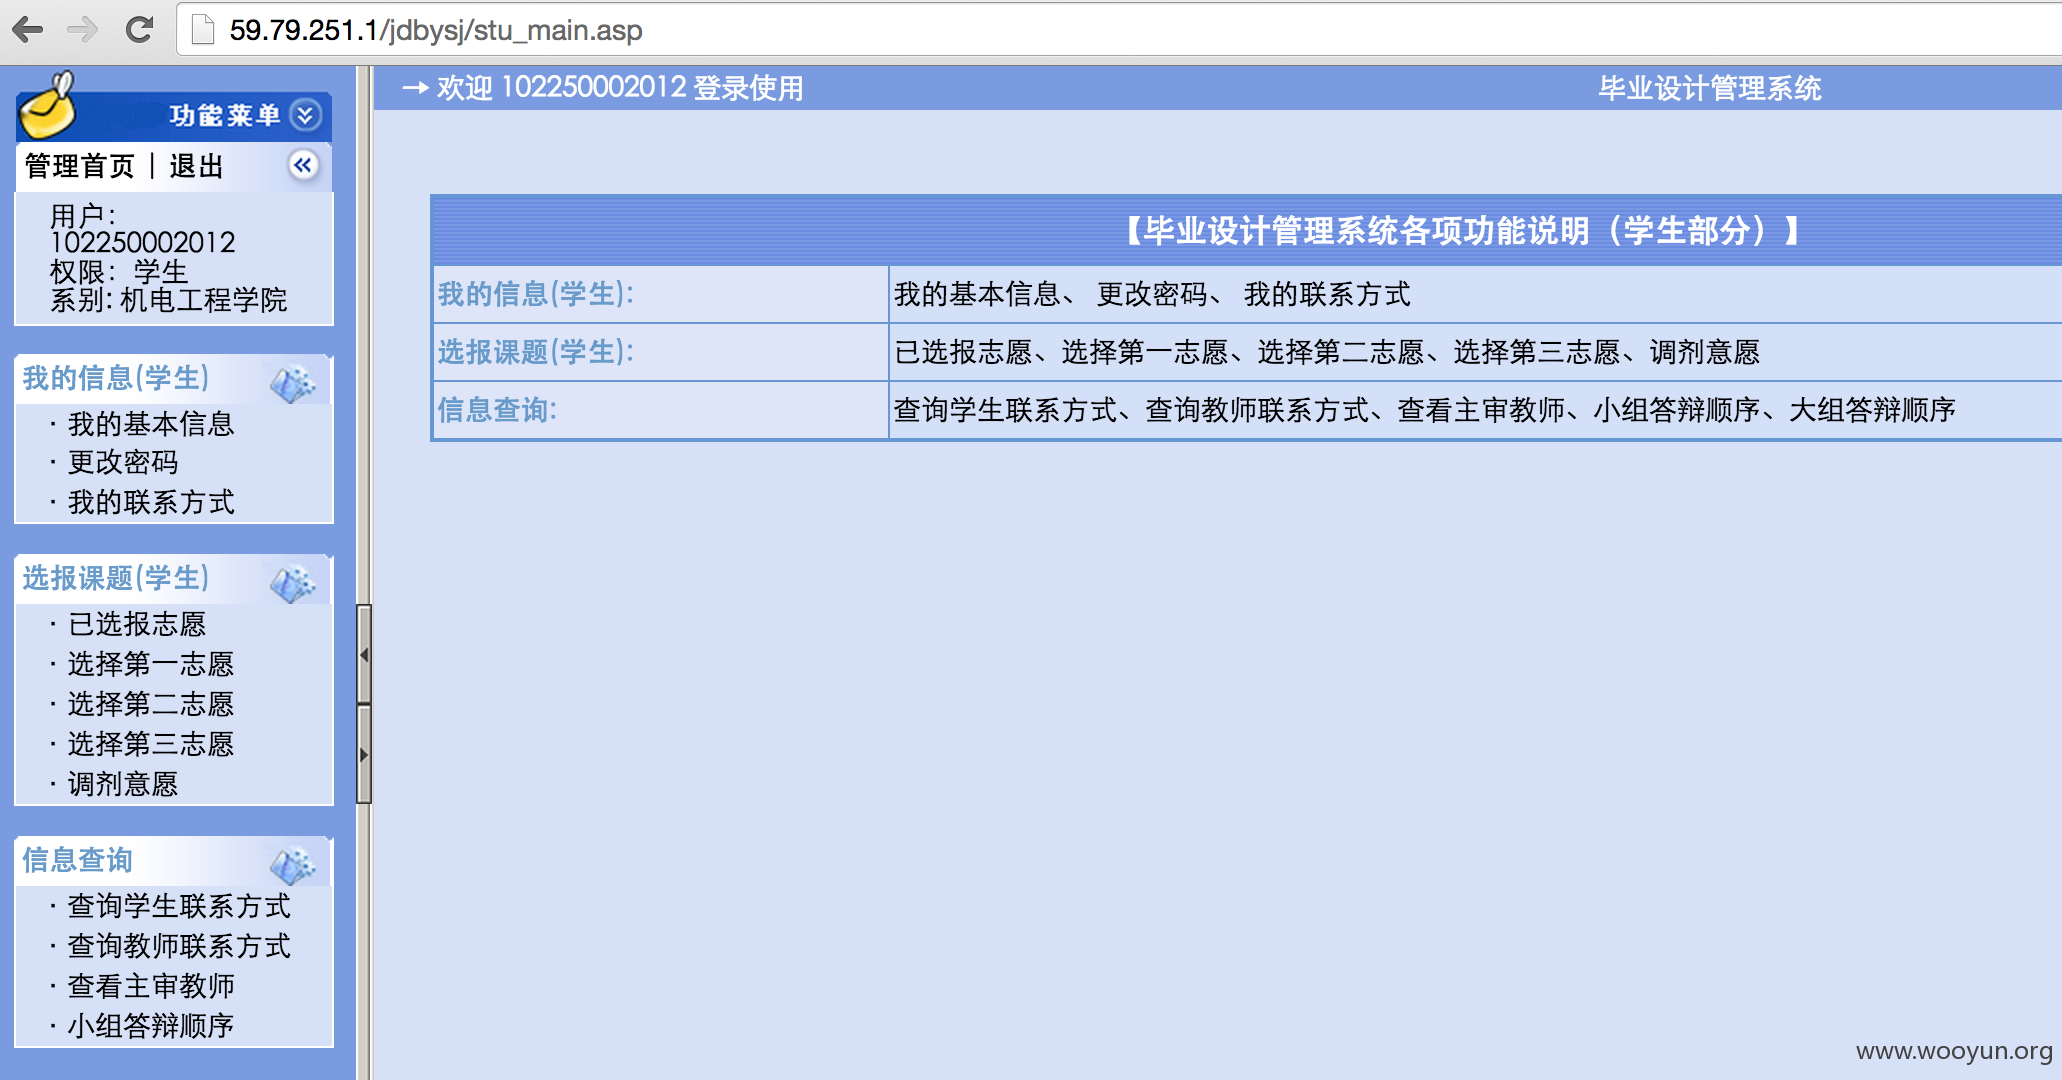 59.79.251.1/jdbysj/stu_main.asp
功能菜单
管理首页 | 退出
用户：
102250002012
权限：学生
系别：机电工程学院
我的信息(学生)
· 我的基本信息
· 更改密码
· 我的联系方式
选报课题(学生)
· 已选报志愿
· 选择第一志愿
· 选择第二志愿
· 选择第三志愿
· 调剂意愿
信息查询
· 查询学生联系方式
· 查询教师联系方式
· 查看主审教师
· 小组答辩顺序
→ 欢迎 102250002012 登录使用
毕业设计管理系统
【毕业设计管理系统各项功能说明（学生部分）】
我的信息(学生)： 我的基本信息、 更改密码、 我的联系方式
选报课题(学生)： 已选报志愿、选择第一志愿、选择第二志愿、选择第三志愿、调剂意愿
信息查询： 查询学生联系方式、查询教师联系方式、查看主审教师、小组答辩顺序、大组答辩顺序
www.wooyun.org